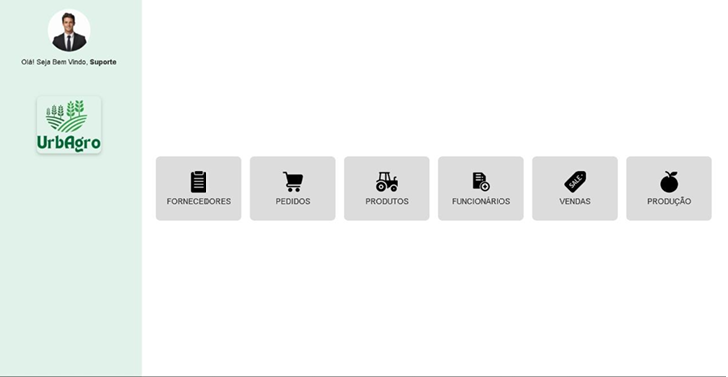 Olá! Seja Bem Vindo, Suporte
UrbAgro
FORNECEDORES
PEDIDOS
PRODUTOS
FUNCIONÁRIOS
SALE
VENDAS
PRODUÇÃO